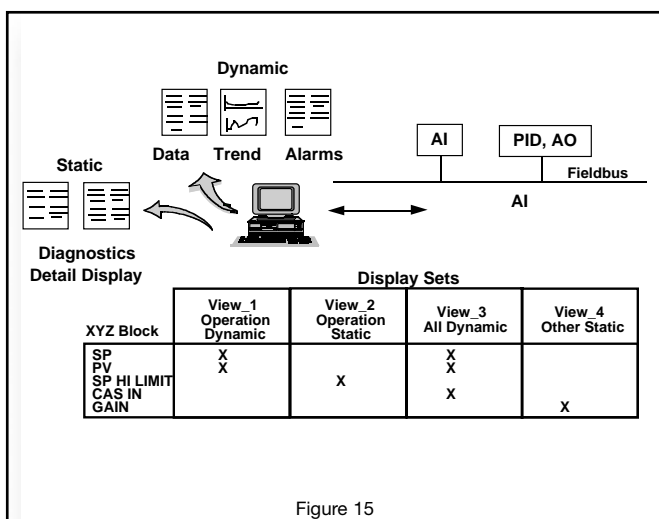 Dynamic
Data Trend Alarms
Static
Diagnostics
Detail Display
AI
PID, AO
Fieldbus
AI
Display Sets
XYZ Block
View_1
Operation
Dynamic
View_2
Operation
Static
View_3
All Dynamic
View_4
Other Static
SP X X
PV X X
SP HI LIMIT X
CAS IN X
GAIN X
Figure 15